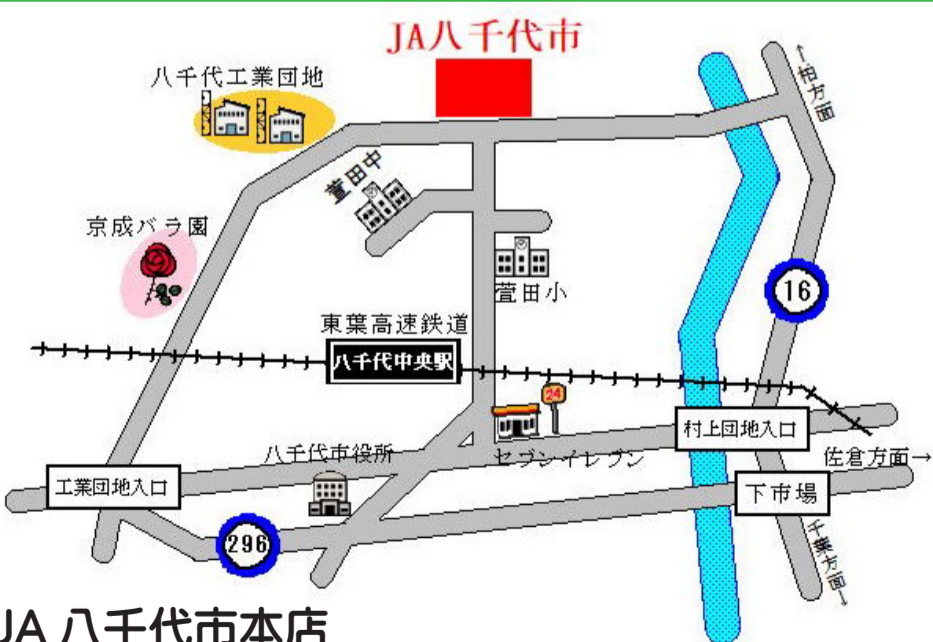 JA八千代市
八千代工業団地
↑柏方面
萱田中
京成バラ園
萱田小
16
東葉高速鉄道
八千代中央駅
24
村上団地入口
八千代市役所
セブンイレブン
佐倉方面→
工業団地入口
下市場
296
千葉方面→
JA 八千代市本店